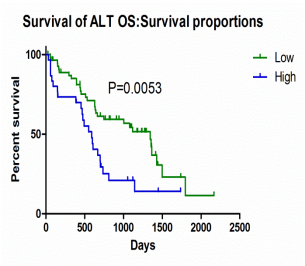 Survival of ALT OS:Survival proportions
Low
High
P=0.0053
Percent survival
100
50
0
0 500 1000 1500 2000 2500
Days